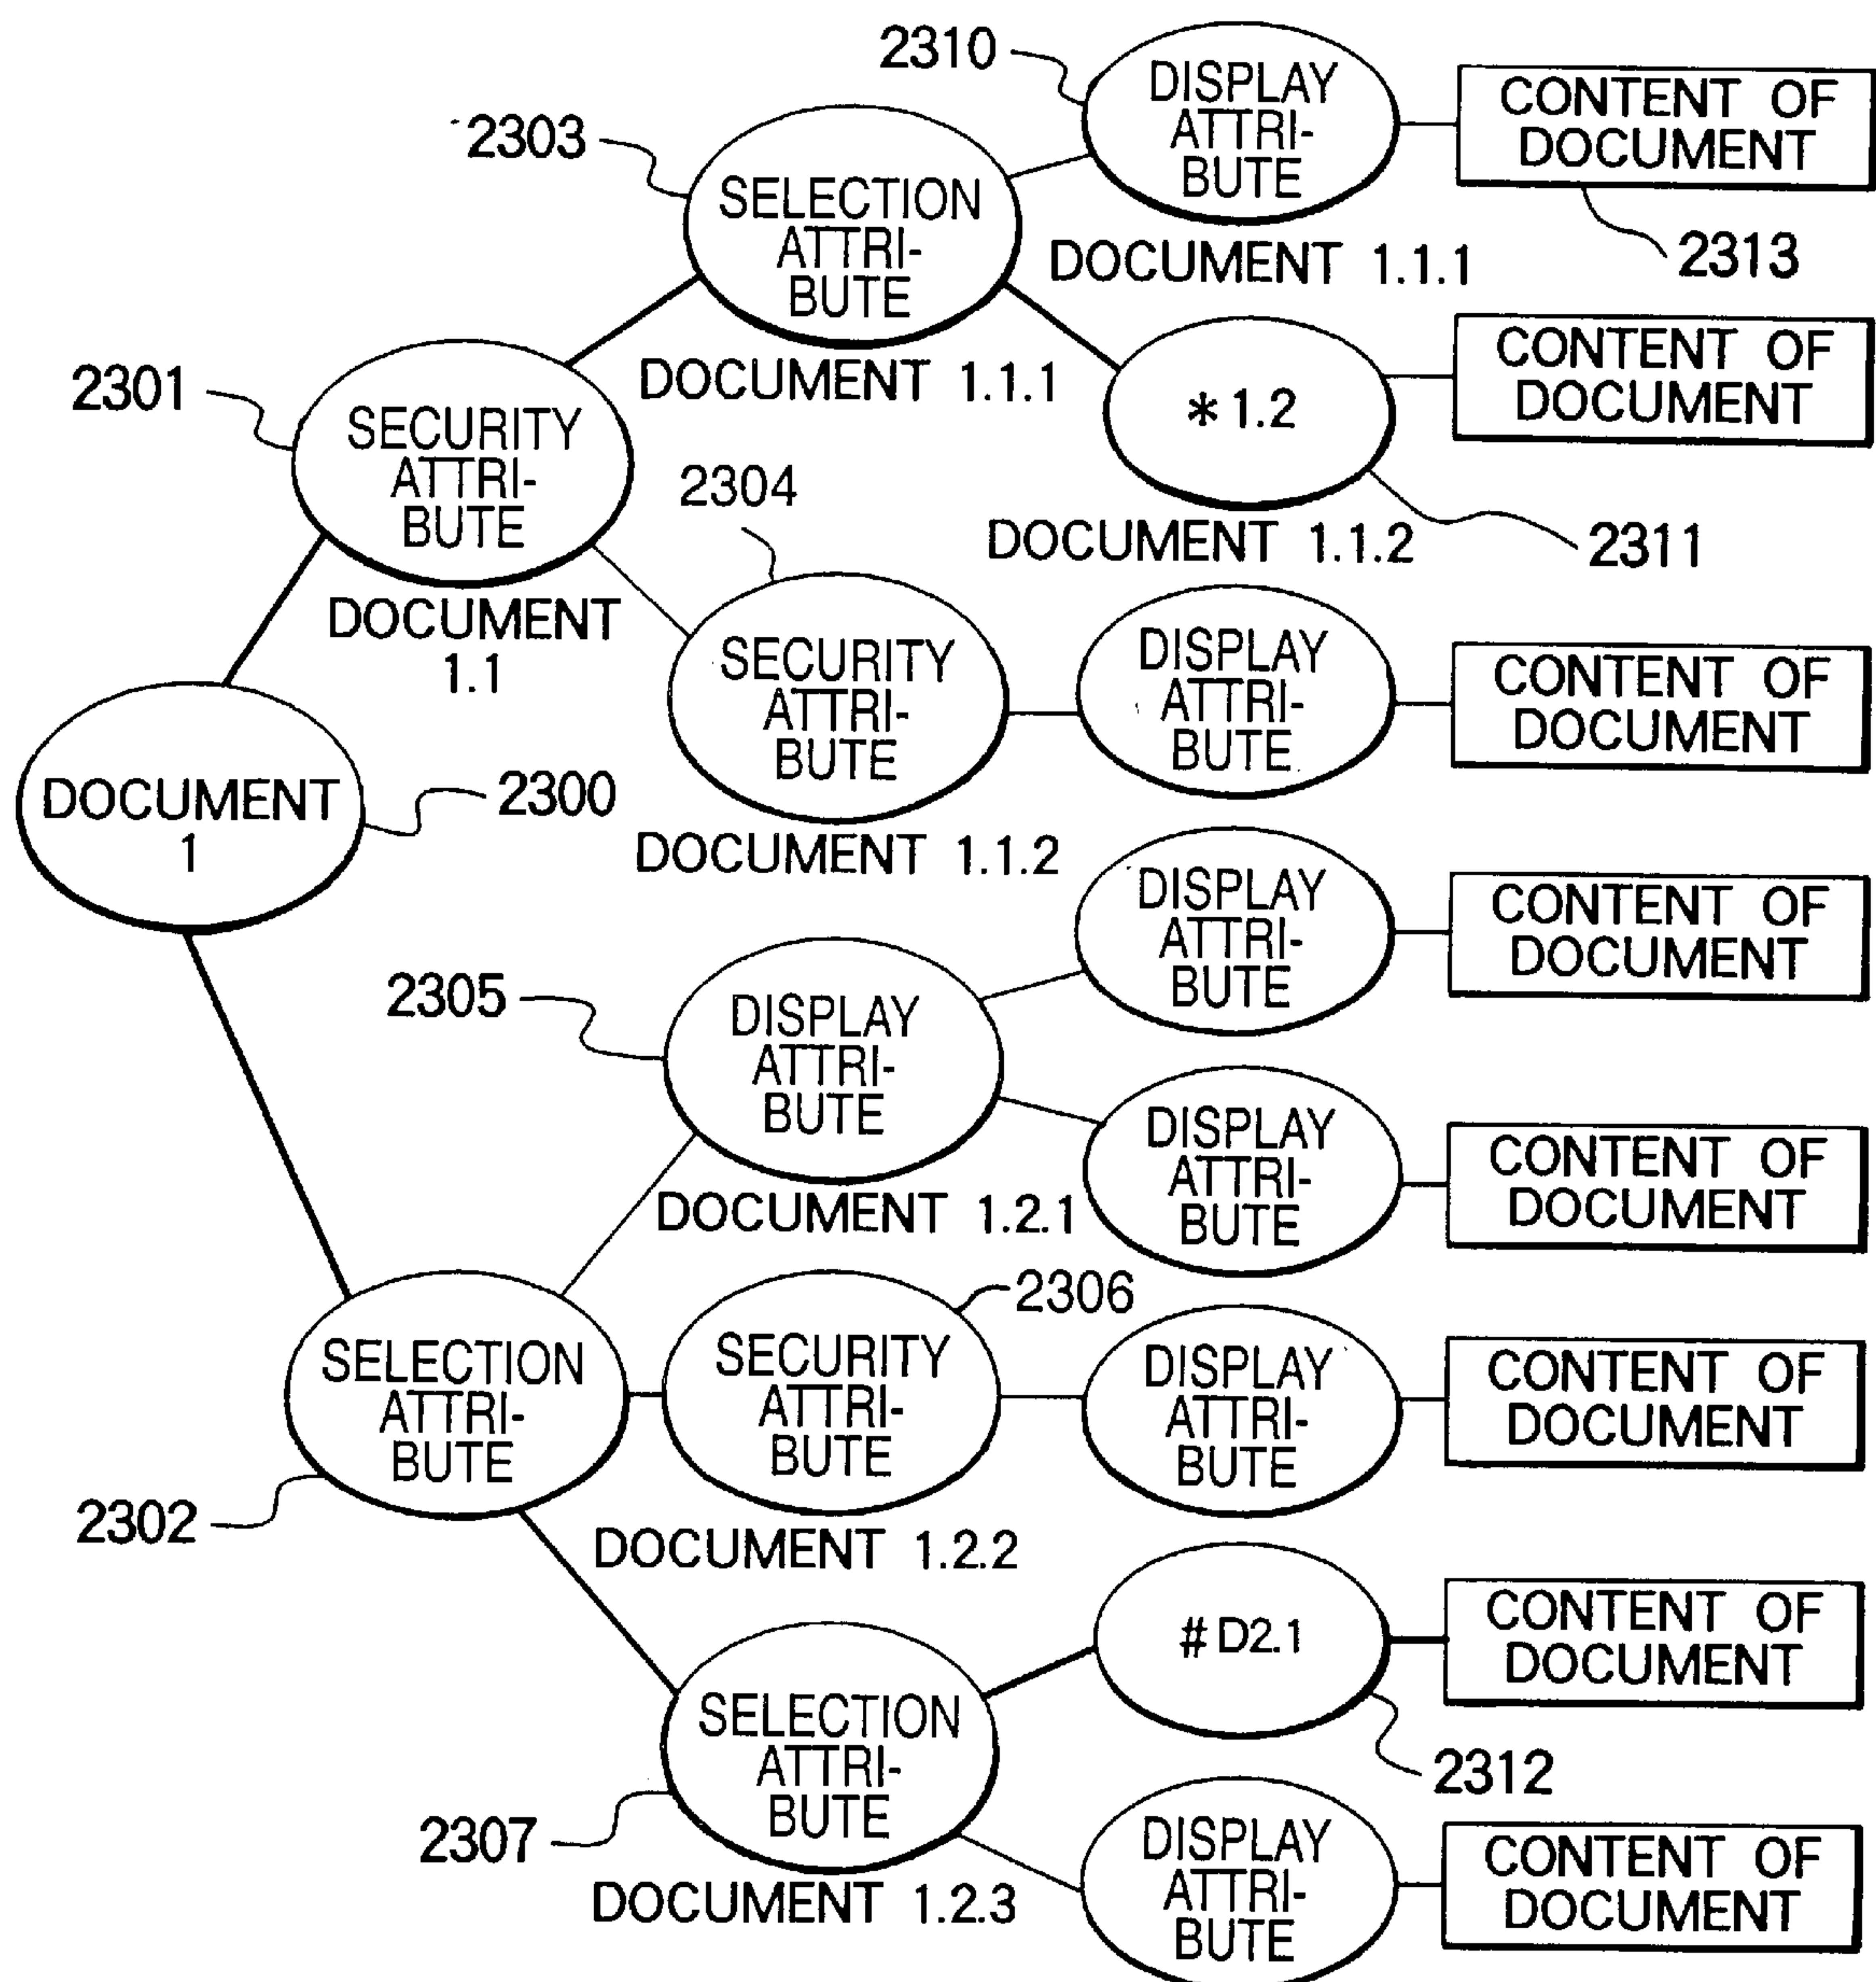 2310
DISPLAY
ATTRI-
BUTE
CONTENT OF
DOCUMENT
2303
SELECTION
ATTRI-
BUTE
DOCUMENT 1.1.1
2313
DOCUMENT 1.1.1
*1.2
CONTENT OF
DOCUMENT
2301
SECURITY
ATTRI-
BUTE
2304
DOCUMENT 1.1.2
2311
DOCUMENT
1.1
SECURITY
ATTRI-
BUTE
DISPLAY
ATTRI-
BUTE
CONTENT OF
DOCUMENT
DOCUMENT
1
2300
DOCUMENT 1.1.2
DISPLAY
ATTRI-
BUTE
CONTENT OF
DOCUMENT
2305
DISPLAY
ATTRI-
BUTE
DISPLAY
ATTRI-
BUTE
CONTENT OF
DOCUMENT
DOCUMENT 1.2.1
2306
SELECTION
ATTRI-
BUTE
SECURITY
ATTRI-
BUTE
DISPLAY
ATTRI-
BUTE
CONTENT OF
DOCUMENT
2302
DOCUMENT 1.2.2
#D2.1
CONTENT OF
DOCUMENT
SELECTION
ATTRI-
BUTE
2312
2307
DOCUMENT 1.2.3
DISPLAY
ATTRI-
BUTE
CONTENT OF
DOCUMENT